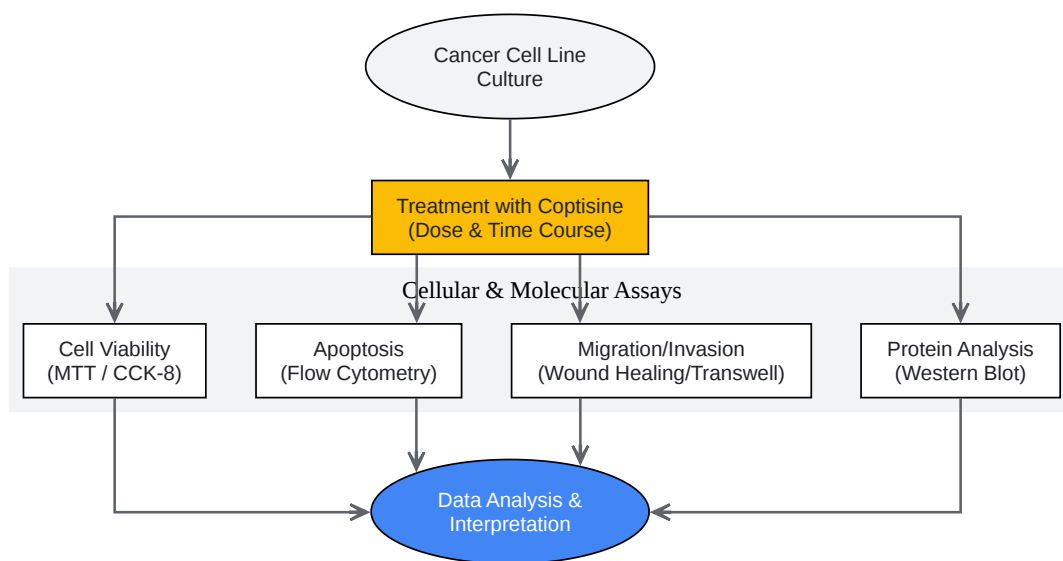 Cancer Cell Line
Culture
Treatment with Coptisine
(Dose & Time Course)
Cellular & Molecular Assays
Cell Viability
(MTT / CCK-8)
Apoptosis
(Flow Cytometry)
Migration/Invasion
(Wound Healing/Transwell)
Protein Analysis
(Western Blot)
Data Analysis &
Interpretation